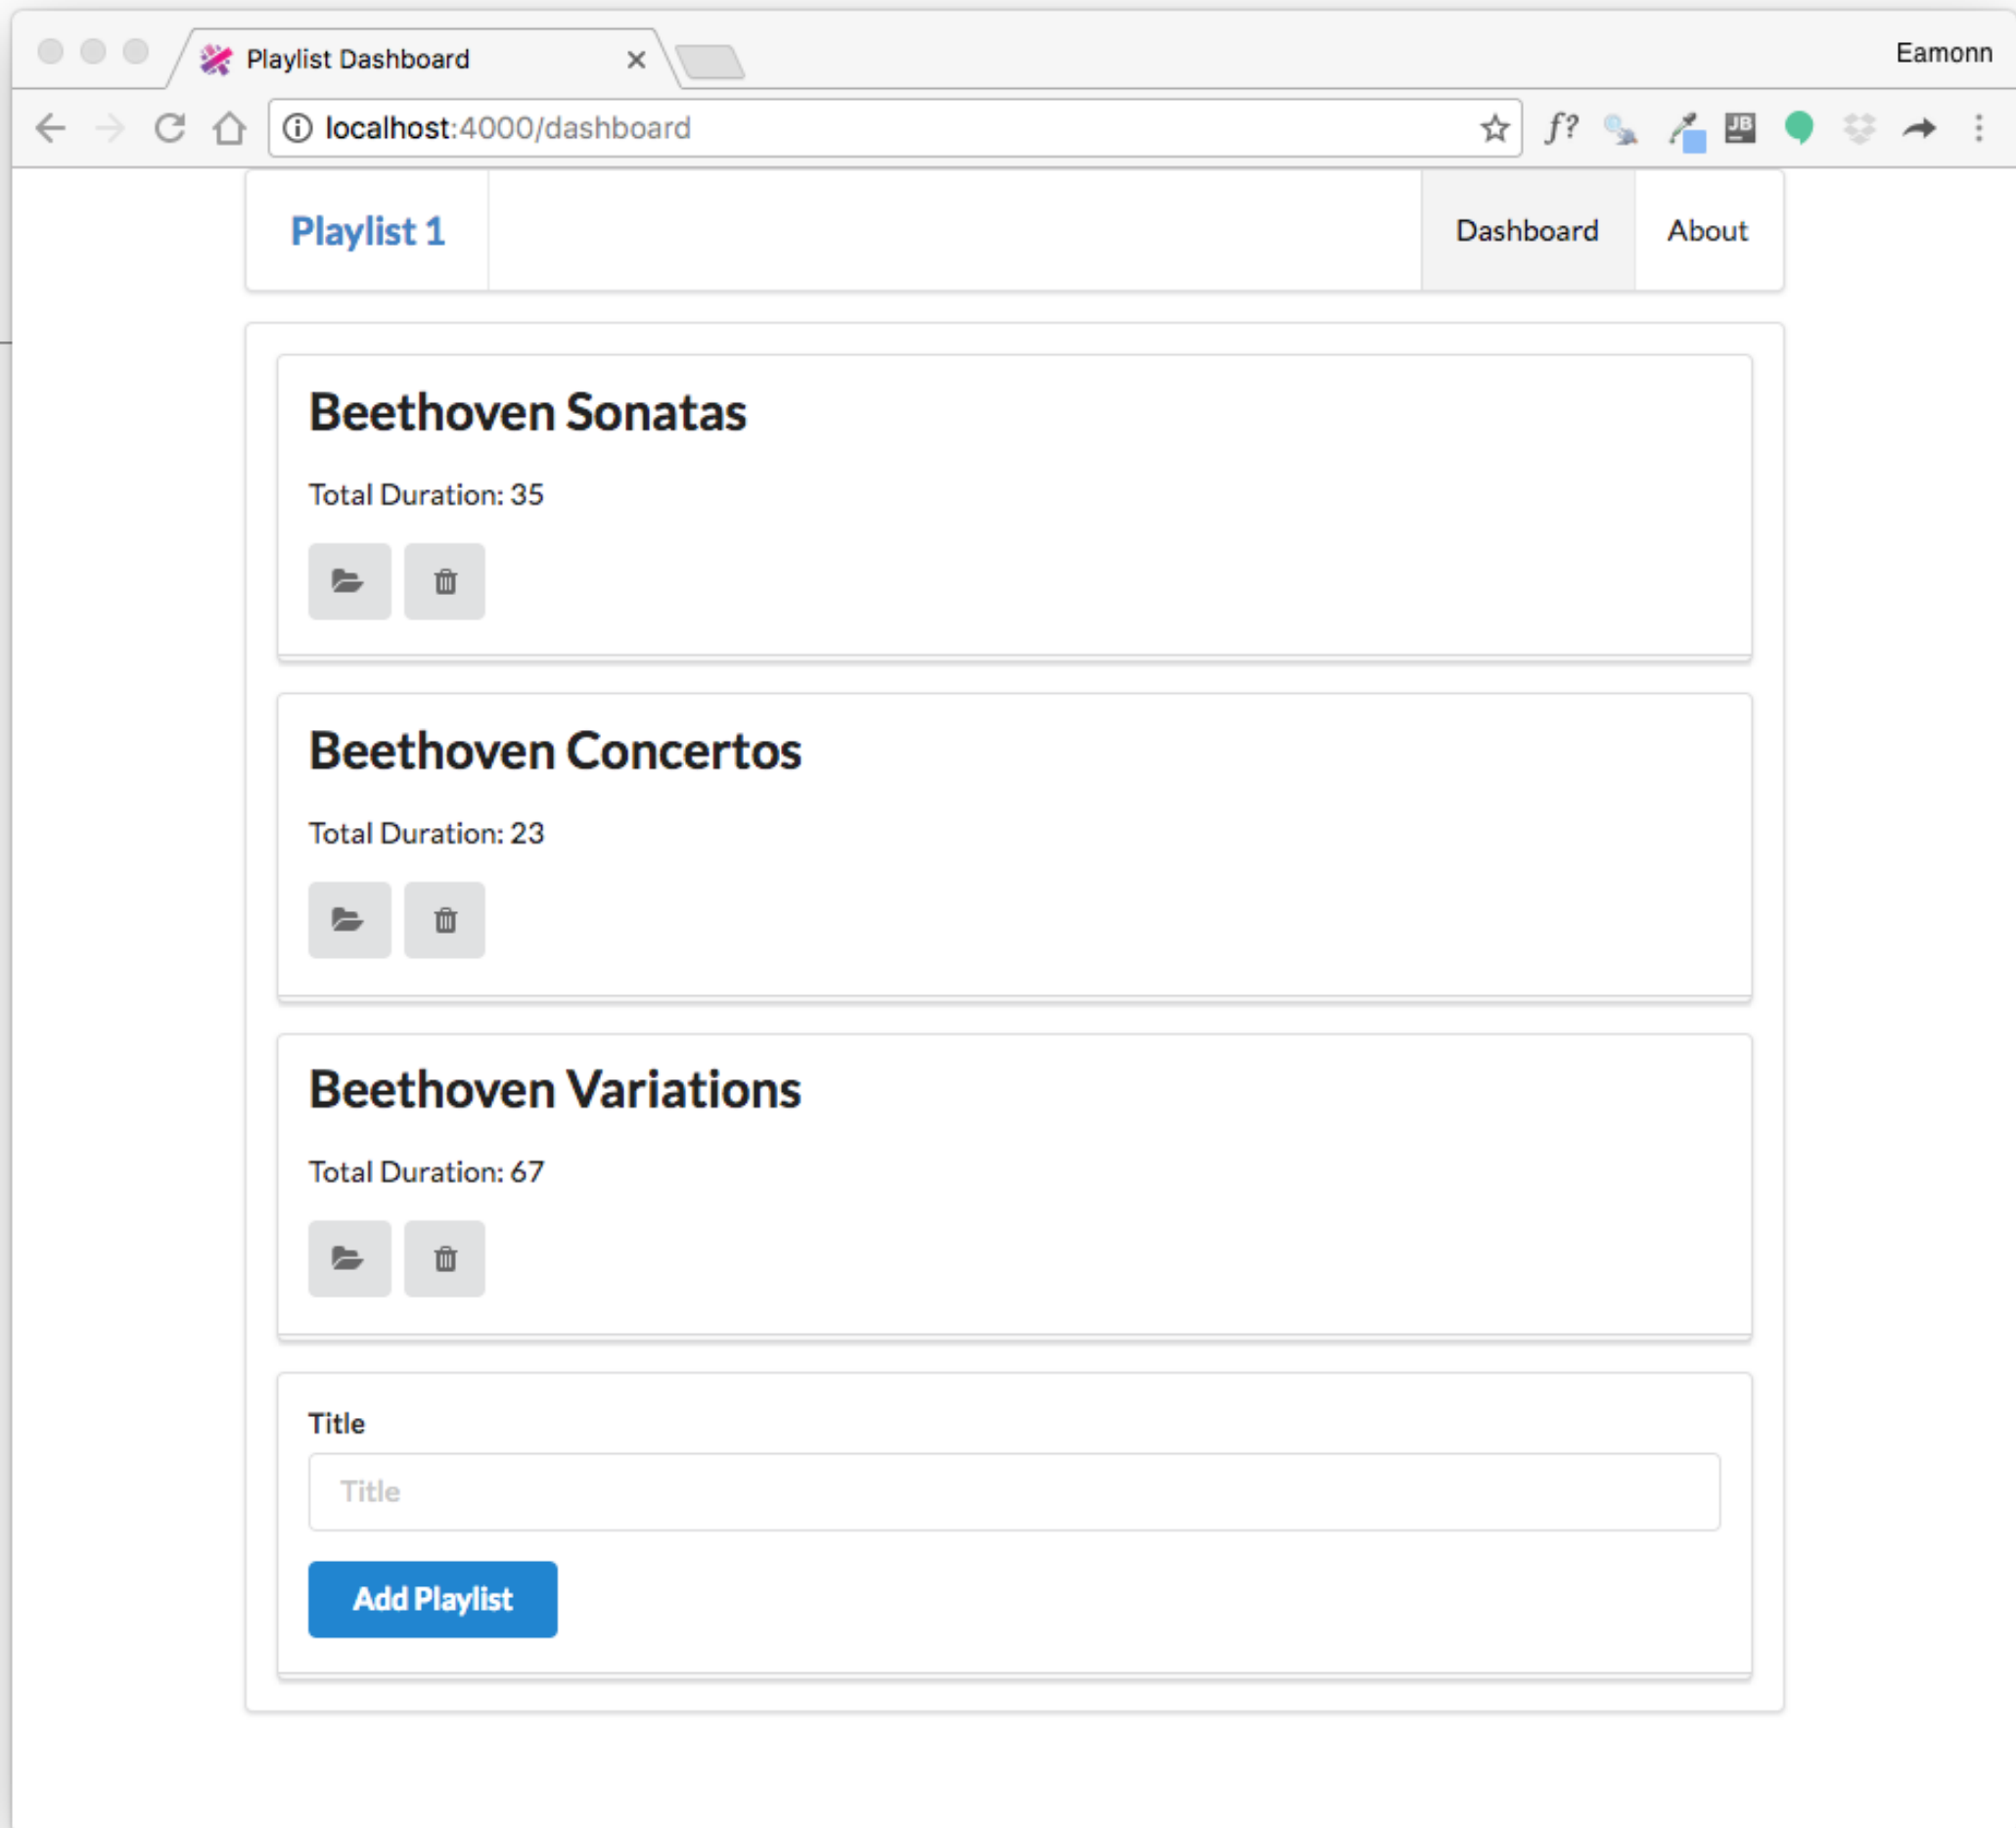 Playlist Dashboard
Eamonn
localhost:4000/dashboard
f?
JB
Playlist 1
Dashboard
About
Beethoven Sonatas
Total Duration: 35
Beethoven Concertos
Total Duration: 23
Beethoven Variations
Total Duration: 67
Title
Title
Add Playlist